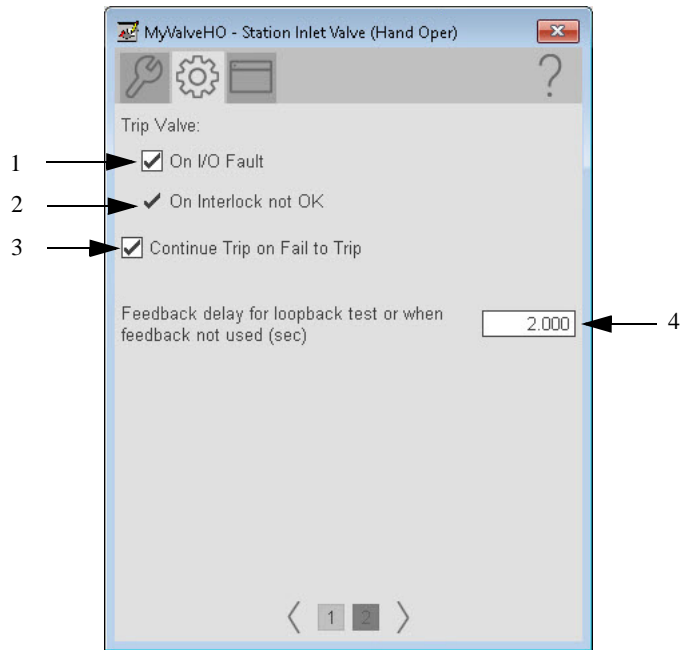 MyValveHO - Station Inlet Valve (Hand Oper)
?
Trip Valve:
1
On I/O Fault
2
On Interlock not OK
3
Continue Trip on Fail to Trip
Feedback delay for loopback test or when
feedback not used (sec)
2.000
4
1 2